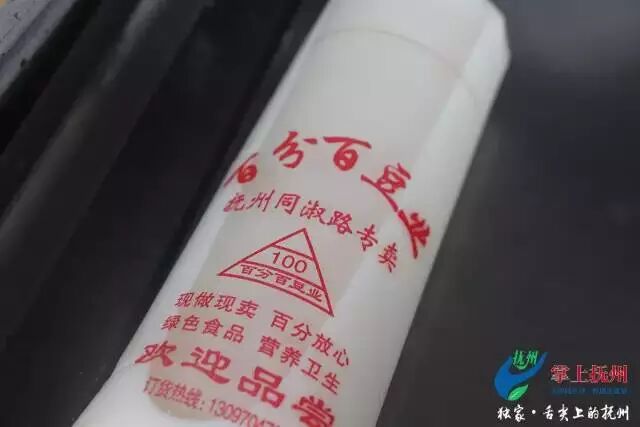 百分百豆业
抚州同淑路专卖
100
百分百豆业
现做现卖 百分放心
绿色食品 营养卫生
欢迎品尝
订货热线：13097047
抚州
掌上抚州
独家·舌尖上的抚州